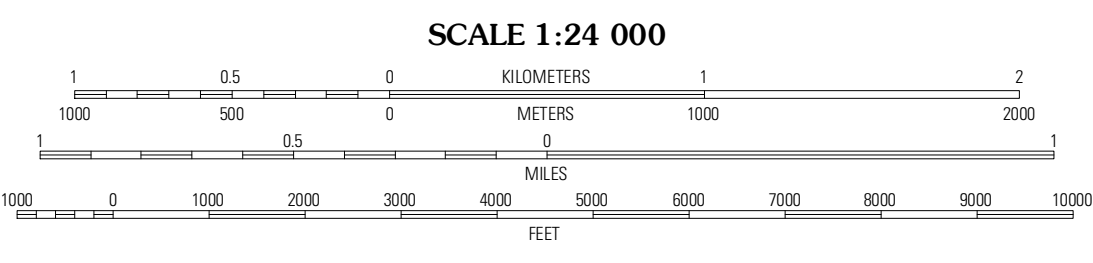 SCALE 1:24 000
1 0.5 0 KILOMETERS 1 2
1000 500 0 METERS 1000 2000
1 0.5 0 1
MILES
1000 0 1000 2000 3000 4000 5000 6000 7000 8000 9000 10000
FEET